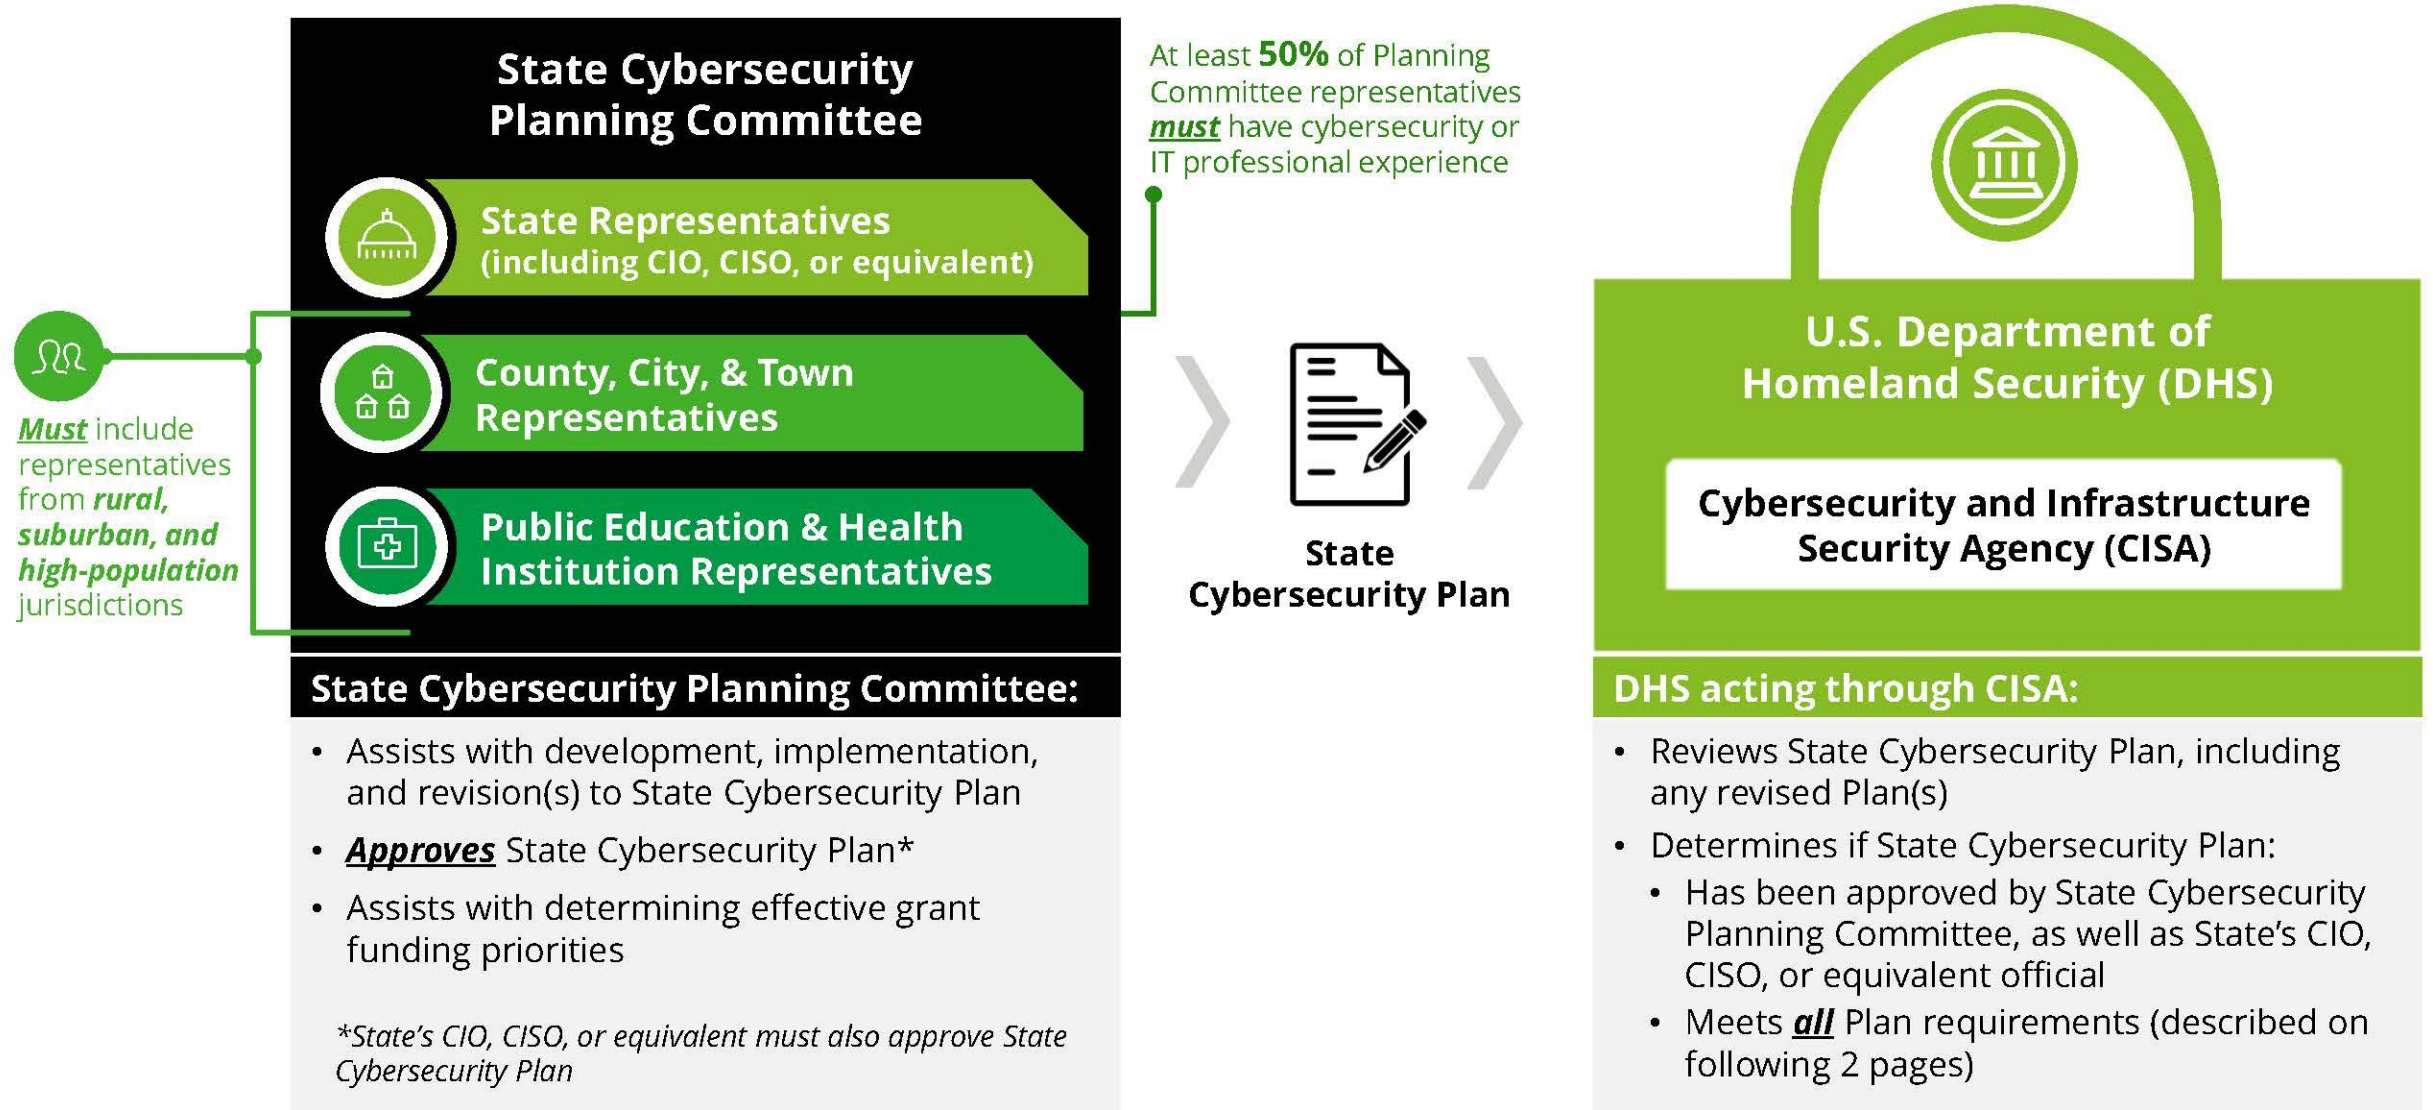 State Cybersecurity
Planning Committee
State Representatives
(including CIO, CISO, or equivalent)
County, City, & Town
Representatives
Public Education & Health
Institution Representatives
Must include
representatives
from rural,
suburban, and
high-population
jurisdictions
At least 50% of Planning
Committee representatives
must have cybersecurity or
IT professional experience
State
Cybersecurity Plan
U.S. Department of
Homeland Security (DHS)
Cybersecurity and Infrastructure
Security Agency (CISA)
State Cybersecurity Planning Committee:
• Assists with development, implementation,
and revision(s) to State Cybersecurity Plan
• Approves State Cybersecurity Plan*
• Assists with determining effective grant
funding priorities
*State's CIO, CISO, or equivalent must also approve State
Cybersecurity Plan
DHS acting through CISA:
• Reviews State Cybersecurity Plan, including
any revised Plan(s)
• Determines if State Cybersecurity Plan:
• Has been approved by State Cybersecurity
Planning Committee, as well as State's CIO,
CISO, or equivalent official
• Meets all Plan requirements (described on
following 2 pages)